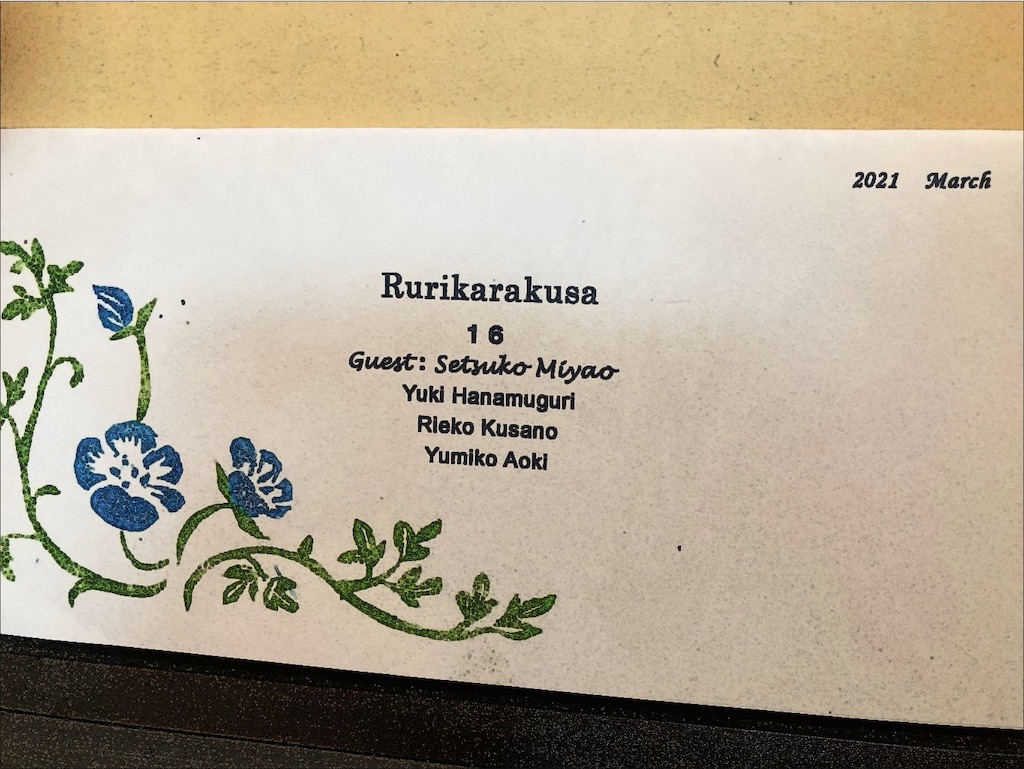 2021 March
Rurikarakusa
16
Guest: Setsuko Miyao
Yuki Hanamuguri
Rieko Kusano
Yumiko Aoki